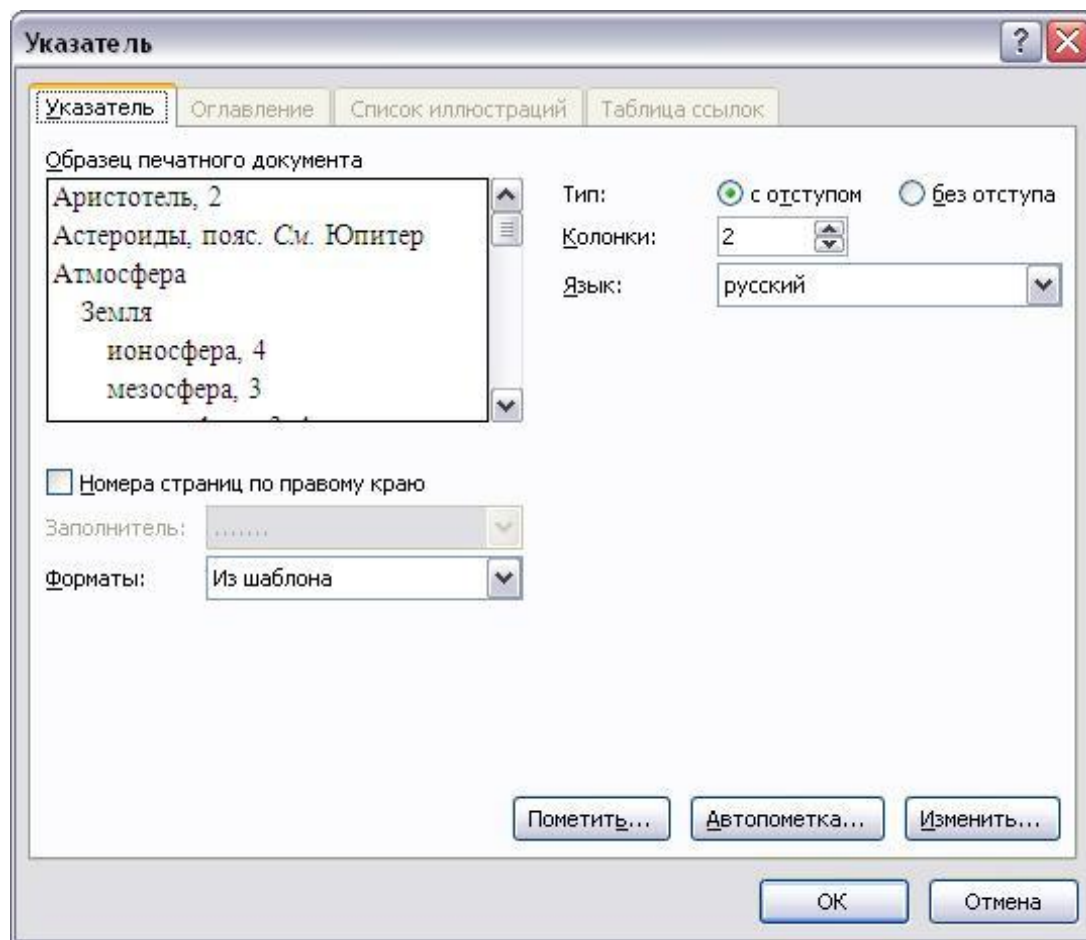 Указатель
Указатель Оглавление Список иллюстраций Таблица ссылок
Образец печатного документа
Аристотель, 2
Астероиды, пояс. См. Юпитер
Атмосфера
Земля
ионосфера, 4
мезосфера, 3
Тип: с отступом без отступа
Колонки: 2
Язык: русский
Номера страниц по правому краю
Заполнитель: .......
Форматы: Из шаблона
Пометить... Автопометка... Изменить...
ОК Отмена